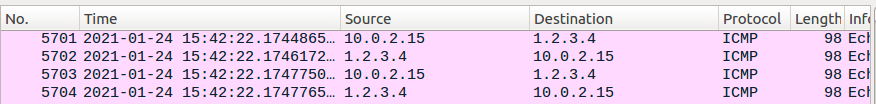 No. Time Source Destination Protocol Length Info
5701 2021-01-24 15:42:22.1744865… 10.0.2.15 1.2.3.4 ICMP 98 Ech
5702 2021-01-24 15:42:22.1746172… 1.2.3.4 10.0.2.15 ICMP 98 Ech
5703 2021-01-24 15:42:22.1747750… 10.0.2.15 1.2.3.4 ICMP 98 Ech
5704 2021-01-24 15:42:22.1747765… 1.2.3.4 10.0.2.15 ICMP 98 Ech